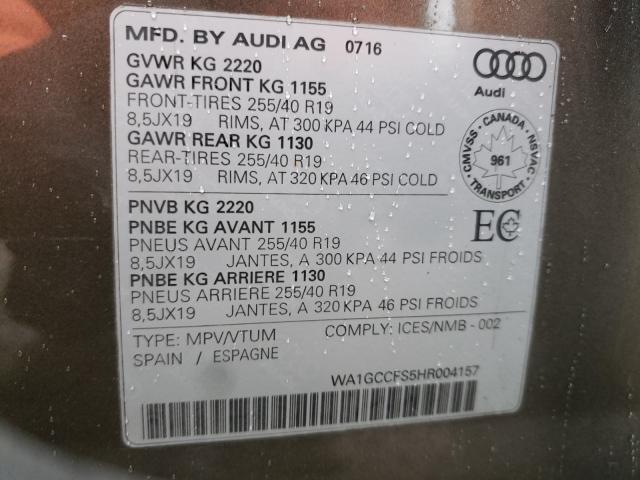 MFD. BY AUDI AG 0716
GVWR KG 2220
GAWR FRONT KG 1155
FRONT-TIRES 255/40 R19
8,5JX19 RIMS, AT 300 KPA 44 PSI COLD
GAWR REAR KG 1130
REAR-TIRES 255/40 R19
8,5JX19 RIMS, AT 320 KPA 46 PSI COLD
Audi
CMVSS - CANADA - NSVAC
961
TRANSPORT
PNVB KG 2220
PNBE KG AVANT 1155
PNEUS AVANT 255/40 R19
8,5JX19 JANTES, A 300 KPA 44 PSI FROIDS
PNBE KG ARRIERE 1130
PNEUS ARRIERE 255/40 R19
8,5JX19 JANTES, A 320 KPA 46 PSI FROIDS
EC
TYPE: MPV/VTUM COMPLY: ICES/NMB - 002
SPAIN / ESPAGNE
WA1GCCFS5HR004157